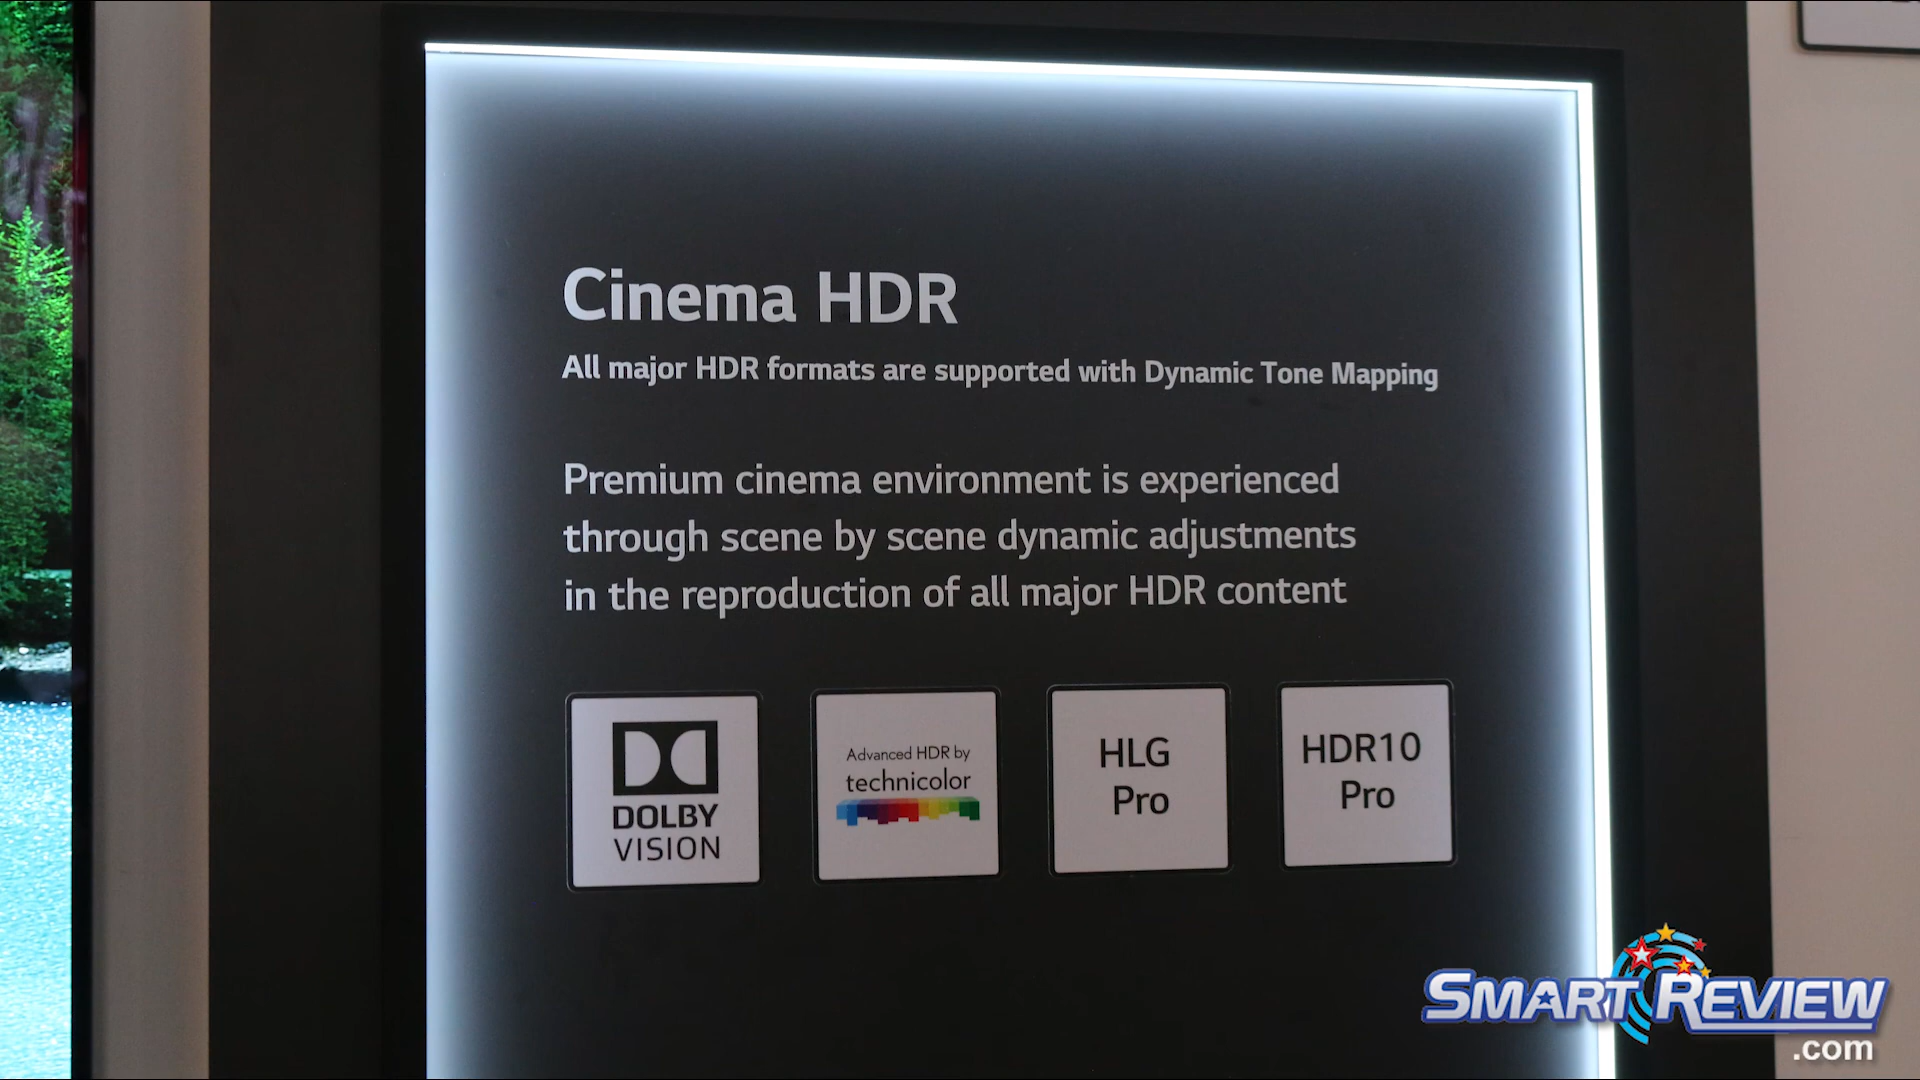 Cinema HDR
All major HDR formats are supported with Dynamic Tone Mapping
Premium cinema environment is experienced
through scene by scene dynamic adjustments
in the reproduction of all major HDR content
DOLBY
VISION
Advanced HDR by
technicolor
HLG
Pro
HDR10
Pro
SMART REVIEW
.com